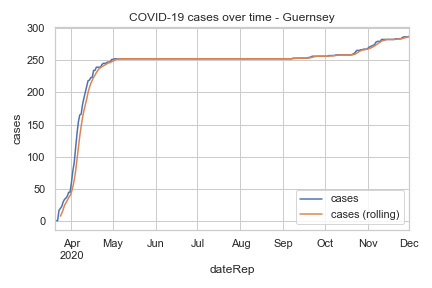 COVID-19 cases over time - Guernsey
300
250
200
150
100
50
0
cases
cases
cases (rolling)
Apr
2020
May
Jun
Jul
Aug
Sep
Oct
Nov
Dec
dateRep